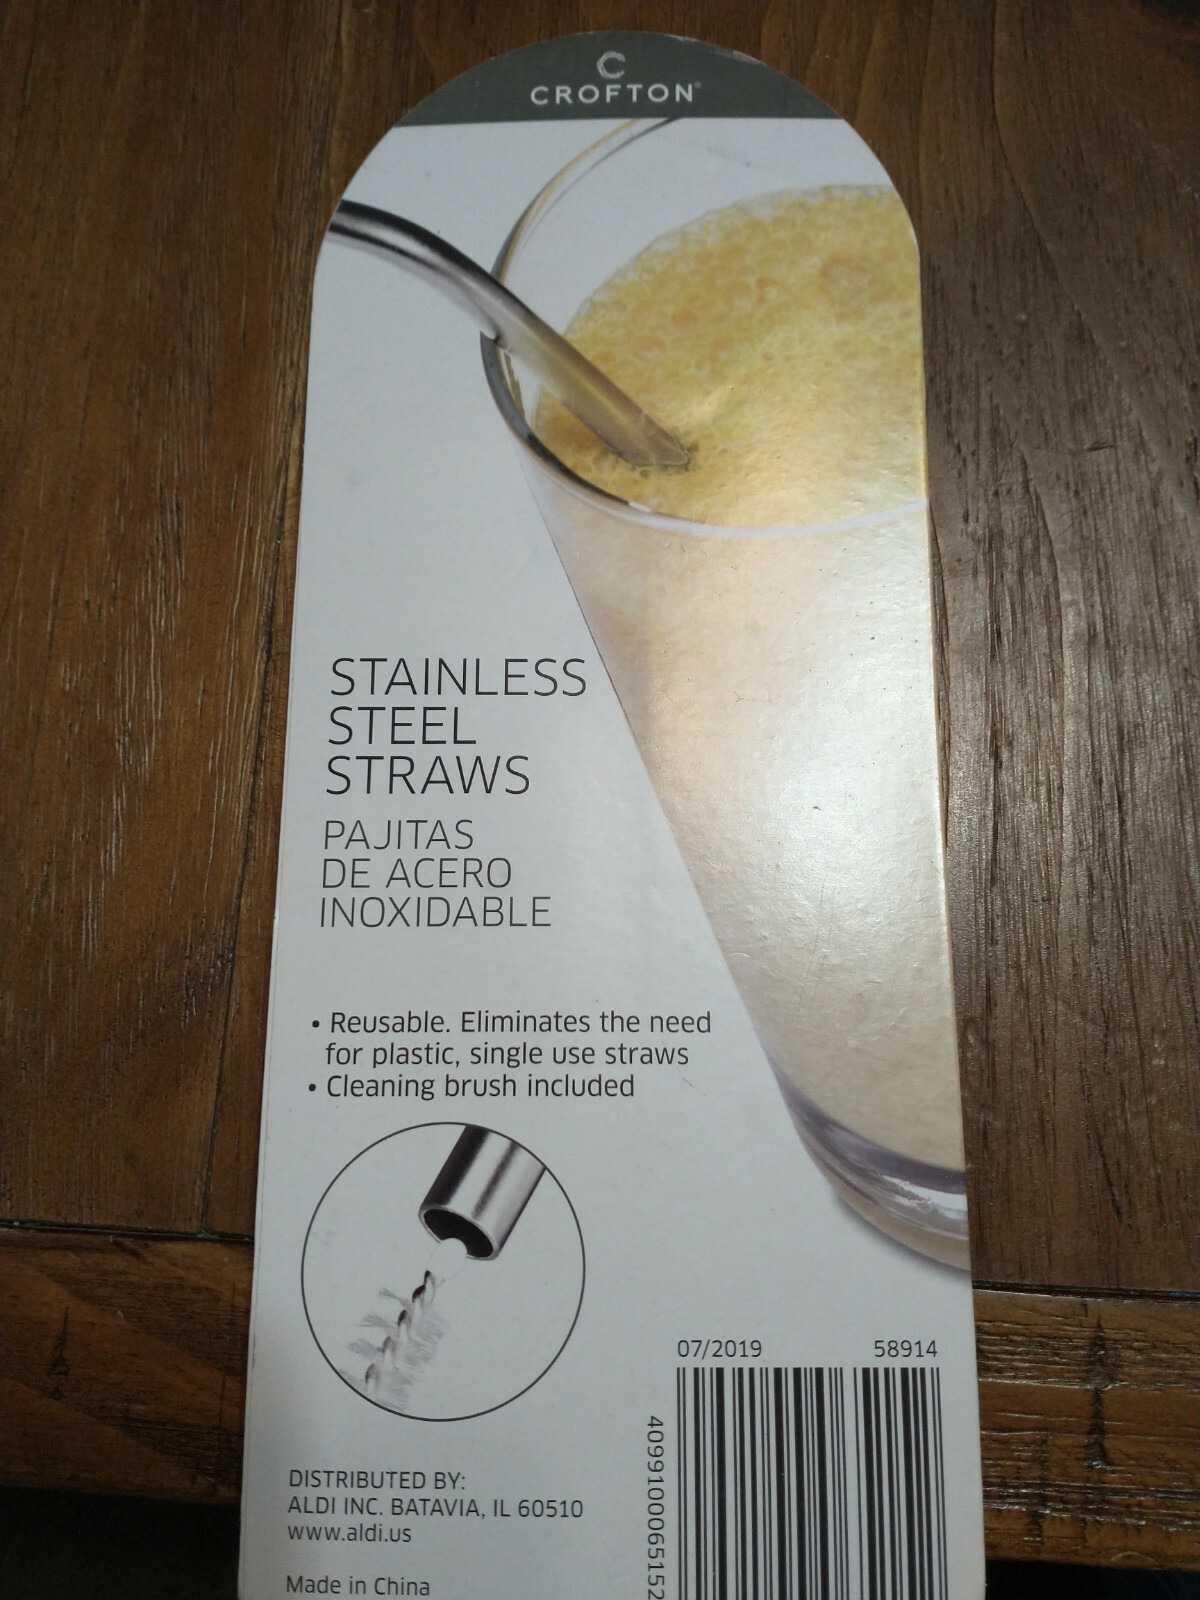 C
CROFTON®
STAINLESS
STEEL
STRAWS
PAJITAS
DE ACERO
INOXIDABLE
• Reusable. Eliminates the need
for plastic, single use straws
• Cleaning brush included
07/2019 58914
4099100065152
DISTRIBUTED BY:
ALDI INC. BATAVIA, IL 60510
www.aldi.us
Made in China